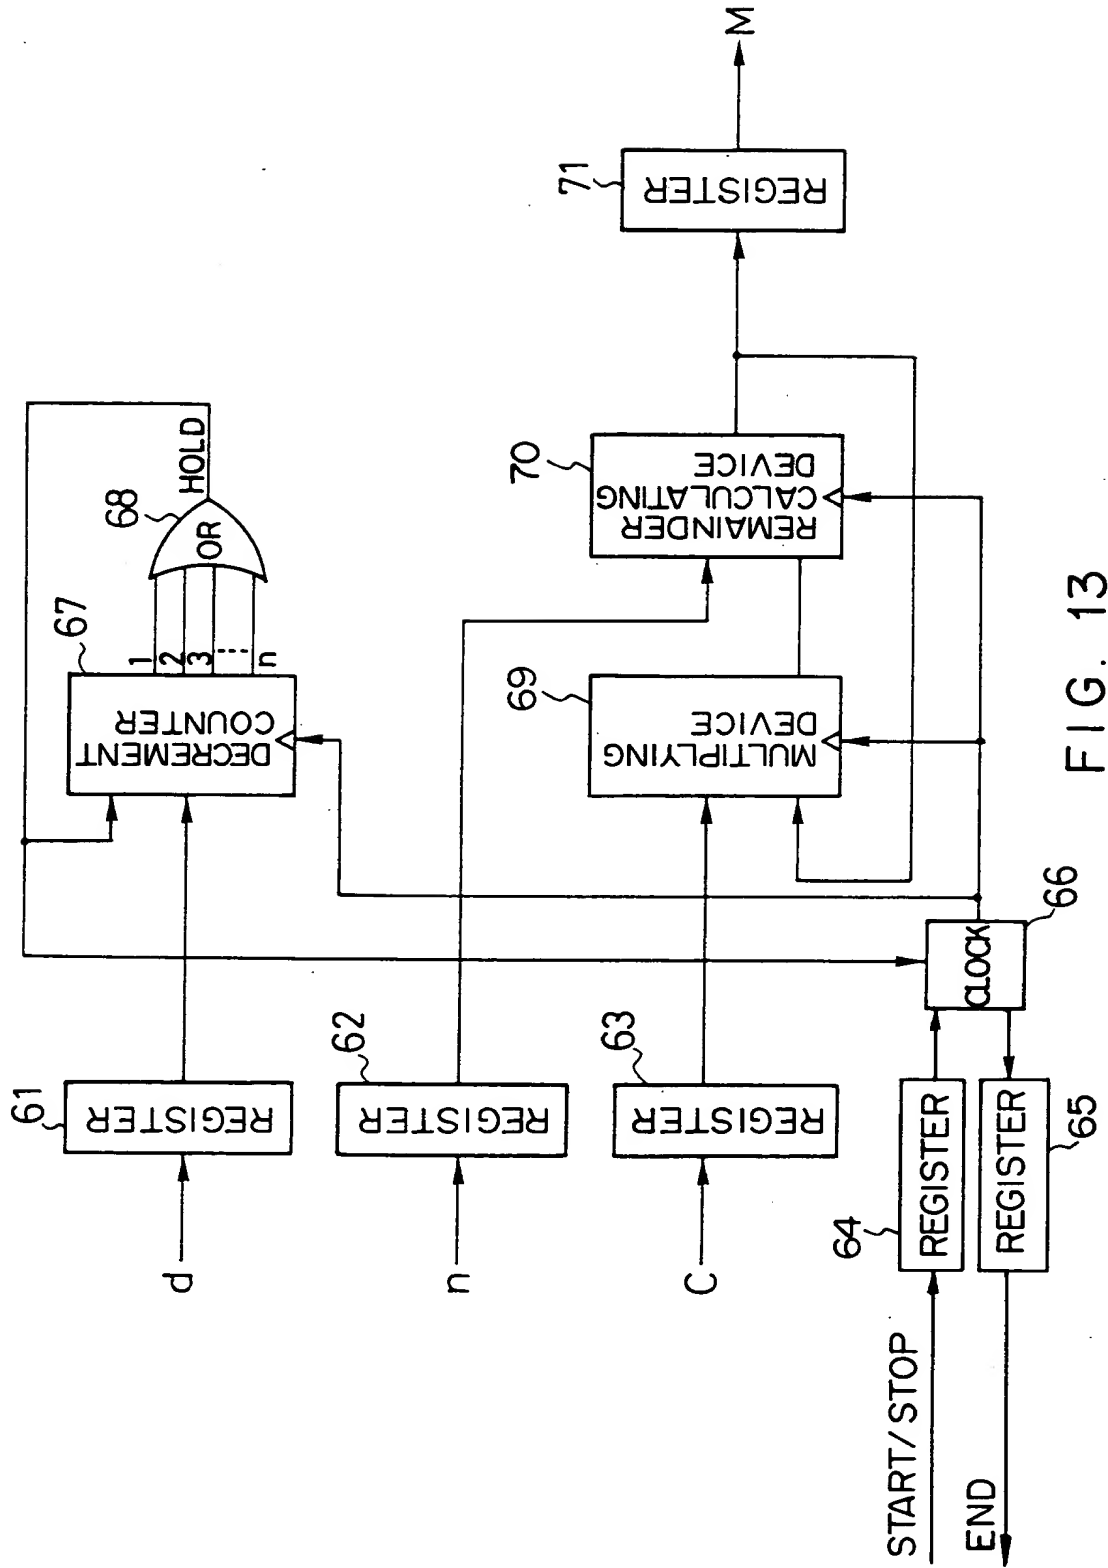 d
61
REGISTER
67
DECREMENT
COUNTER
1
2
3
n
68
OR
HOLD
n
62
REGISTER
C
63
REGISTER
69
MULTIPLYING
DEVICE
70
REMAINDER
CALCULATING
DEVICE
71
REGISTER
M
START/STOP
64
REGISTER
END
REGISTER
65
CLOCK
66
FIG. 13